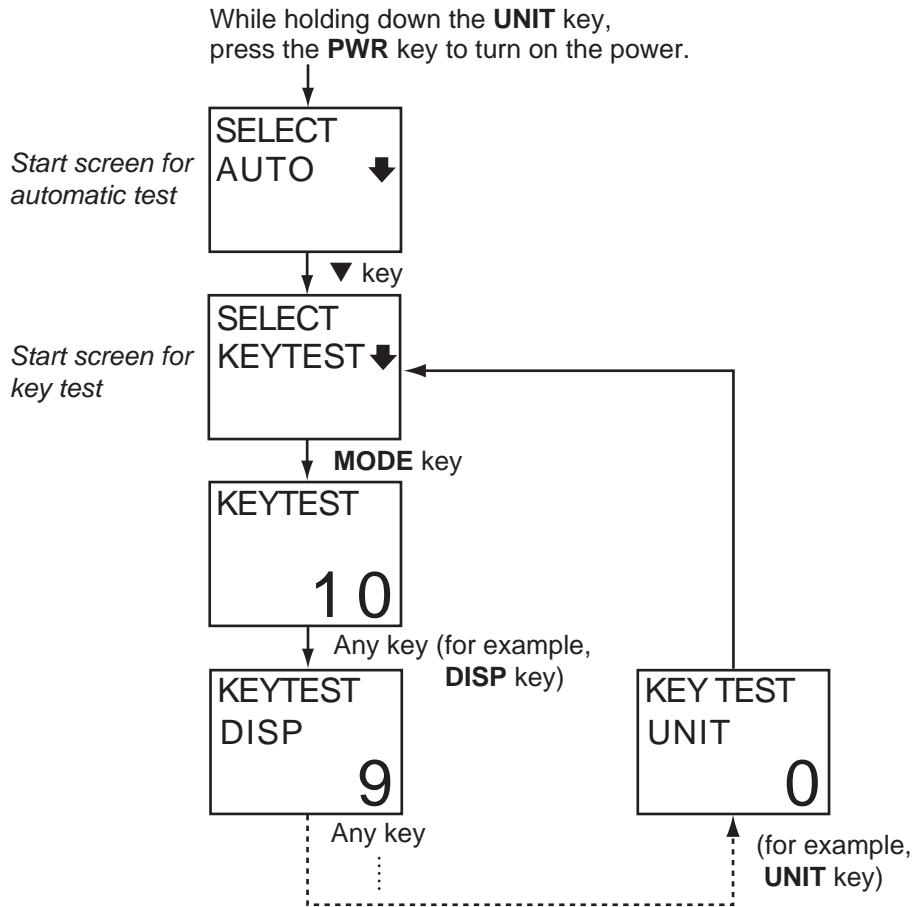 While holding down the UNIT key,
press the PWR key to turn on the power.
SELECT
AUTO
Start screen for
automatic test
▼ key
SELECT
KEYTEST
Start screen for
key test
MODE key
KEYTEST
10
Any key (for example,
DISP key)
KEYTEST
DISP
9
Any key
KEY TEST
UNIT
0
(for example,
UNIT key)